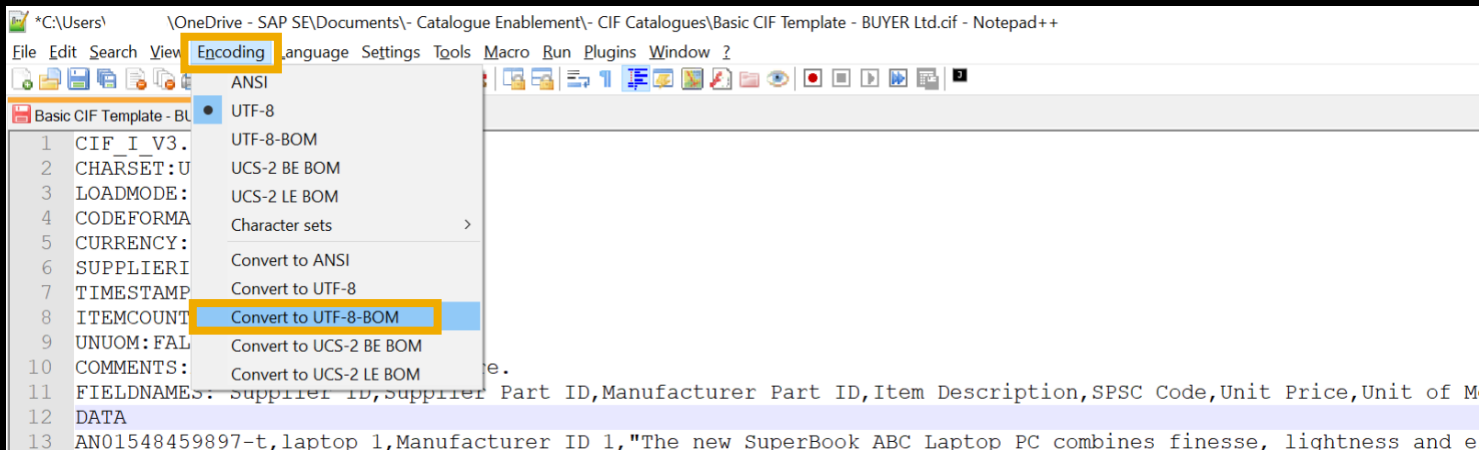 *C:\Users\ \OneDrive - SAP SE\Documents\- Catalogue Enablement\- CIF Catalogues\Basic CIF Template - BUYER Ltd.cif - Notepad++
File Edit Search View Encoding Language Settings Tools Macro Run Plugins Window ?
Basic CIF Template - BU
ANSI
UTF-8
UTF-8-BOM
UCS-2 BE BOM
UCS-2 LE BOM
Character sets >
Convert to ANSI
Convert to UTF-8
Convert to UTF-8-BOM
Convert to UCS-2 BE BOM
Convert to UCS-2 LE BOM
1 CIF_I_V3.
2 CHARSET:U
3 LOADMODE:
4 CODEFORMA
5 CURRENCY:
6 SUPPLIERI
7 TIMESTAMP
8 ITEMCOUNT
9 UNUOM:FAL
10 COMMENTS: e.
11 FIELDNAMES: Supplier ID,Supplier Part ID,Manufacturer Part ID,Item Description,SPSC Code,Unit Price,Unit of M
12 DATA
13 AN01548459897-t,laptop 1,Manufacturer ID 1,"The new SuperBook ABC Laptop PC combines finesse, lightness and e